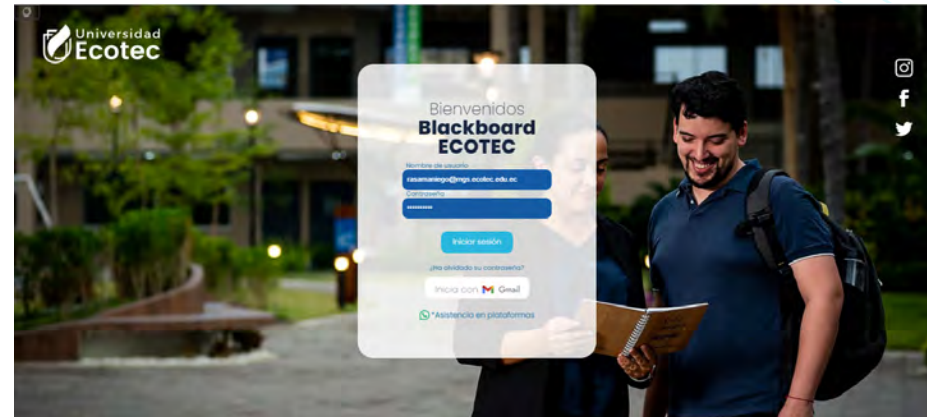 Universidad
Ecotec
Bienvenidos
Blackboard
ECOTEC
Nombre de usuario
rasamaniego@mgs.ecotec.edu.ec
Contraseña
Iniciar sesión
¿Ha olvidado su contraseña?
Inicia con Gmail
*Asistencia en plataformas